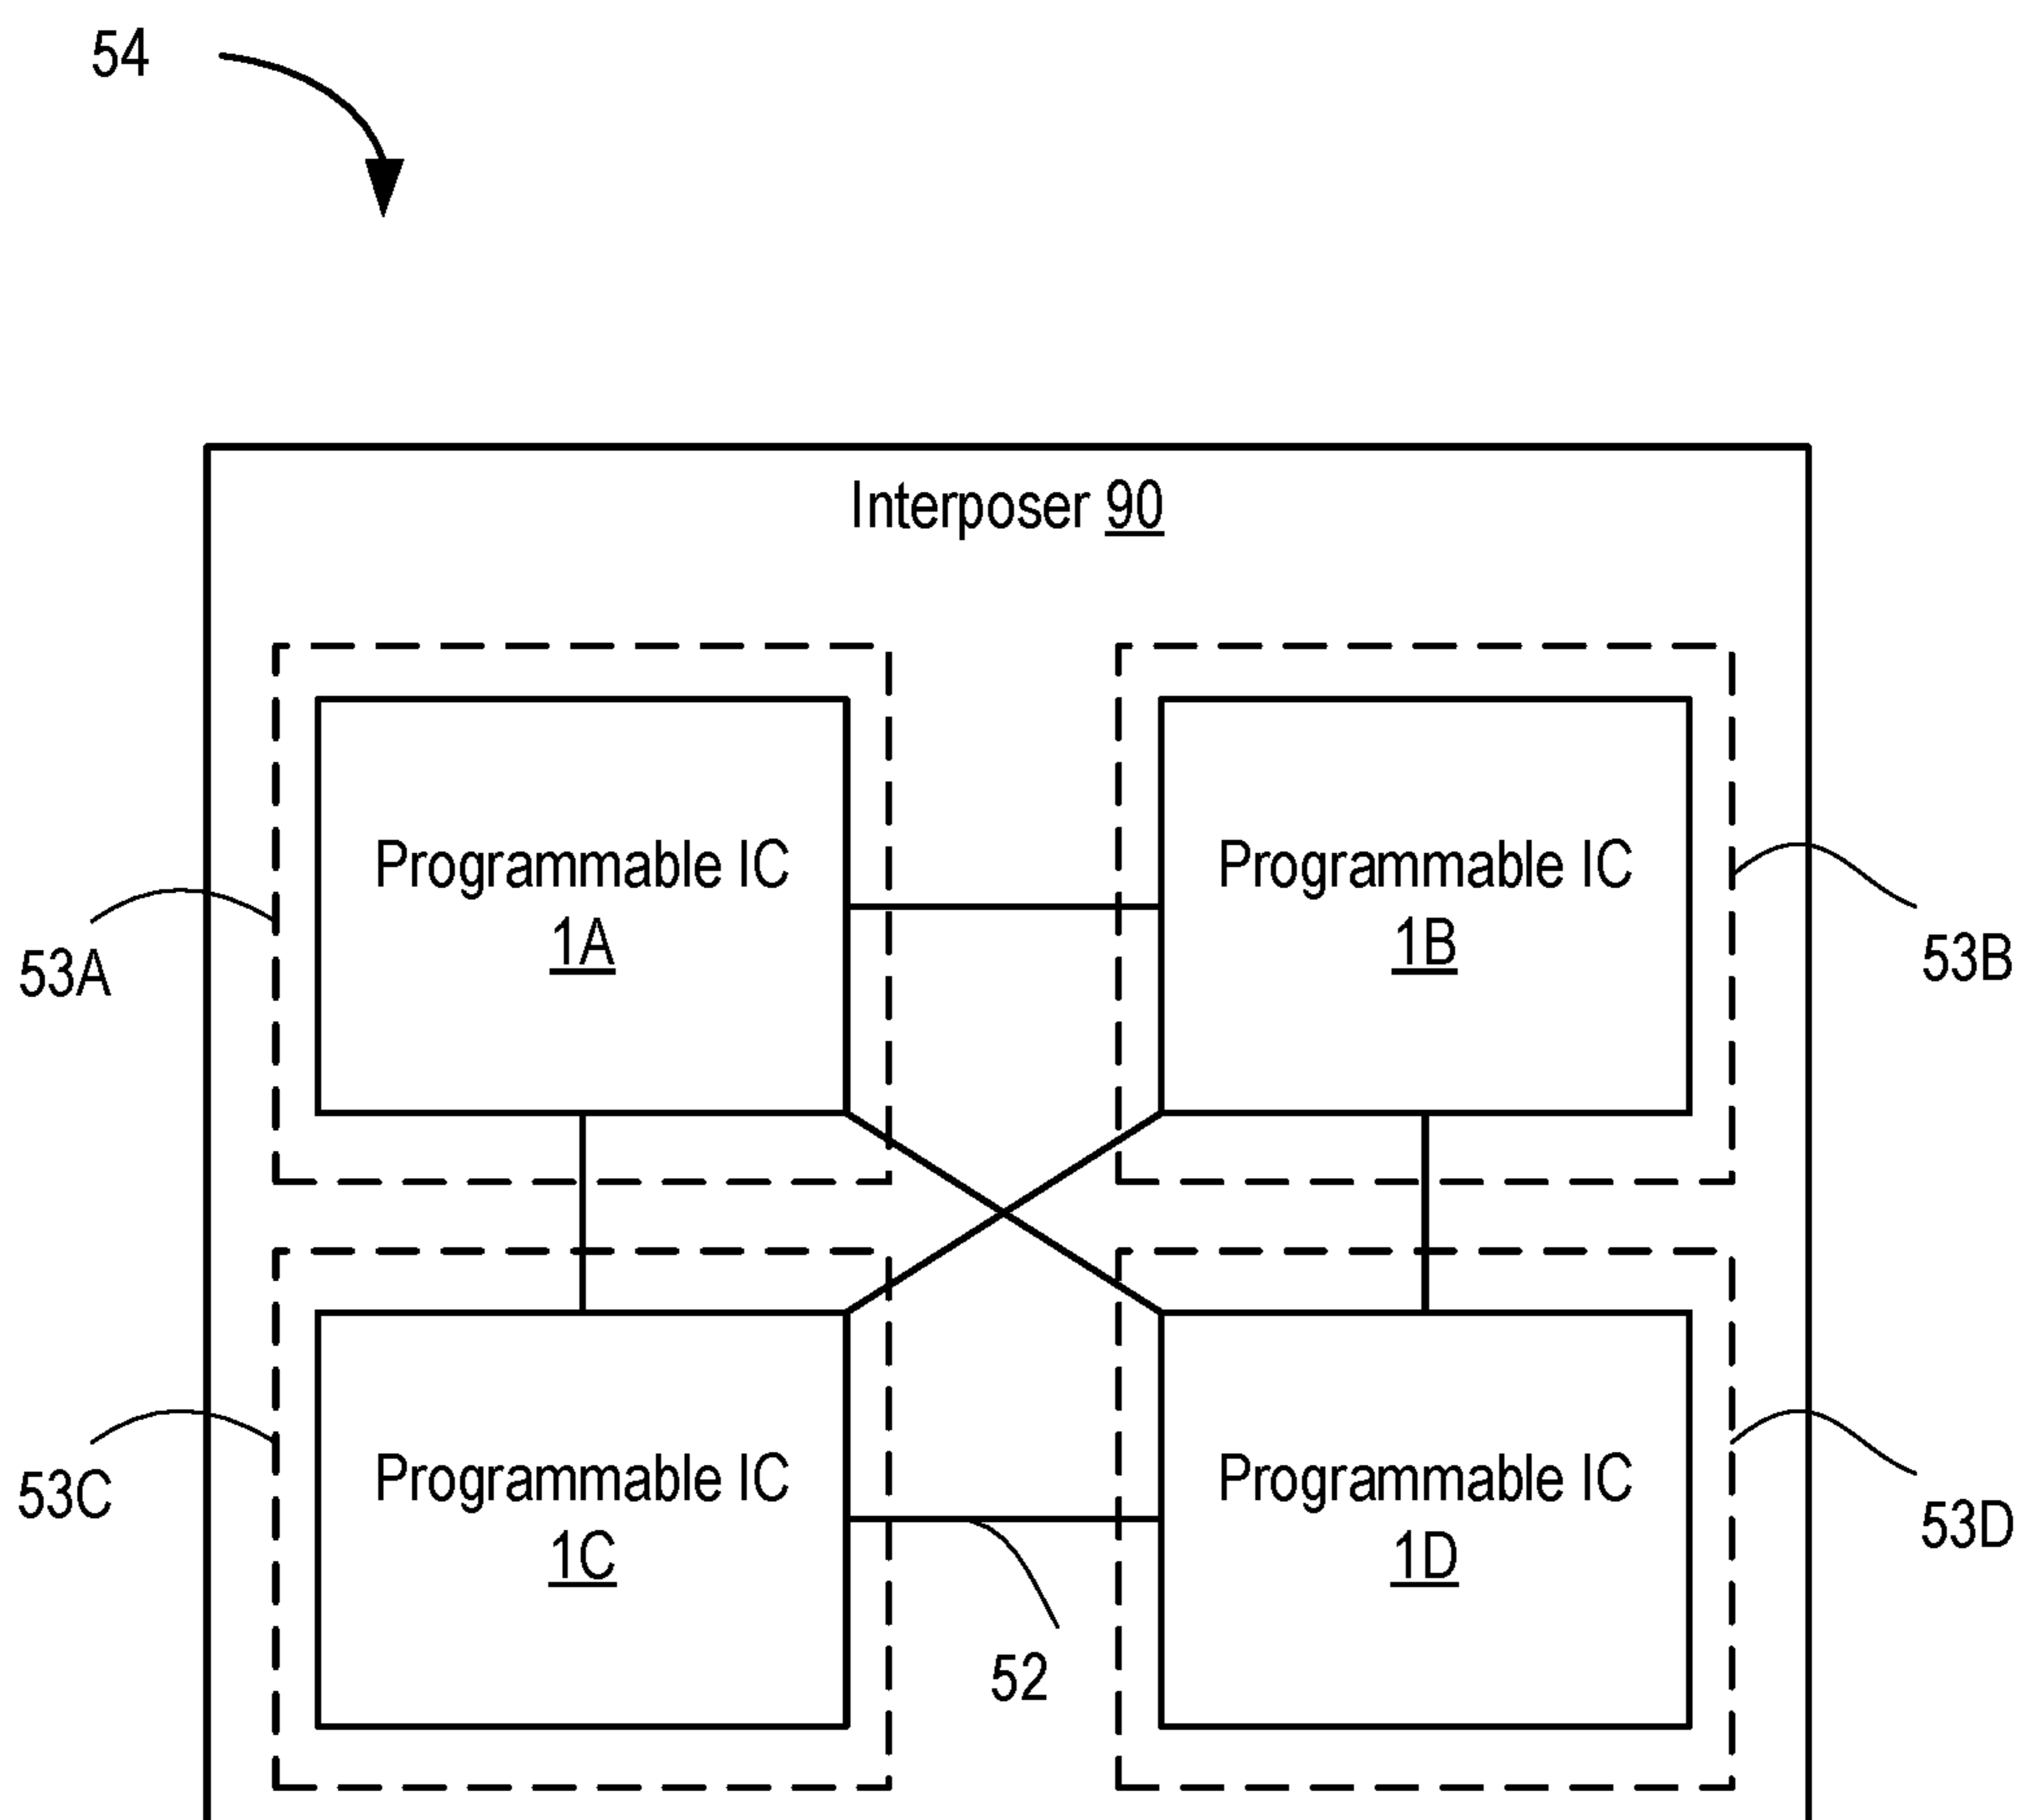 54
Interposer 90
Programmable IC
1A
Programmable IC
1B
53A
53B
Programmable IC
1C
Programmable IC
1D
53C
53D
52